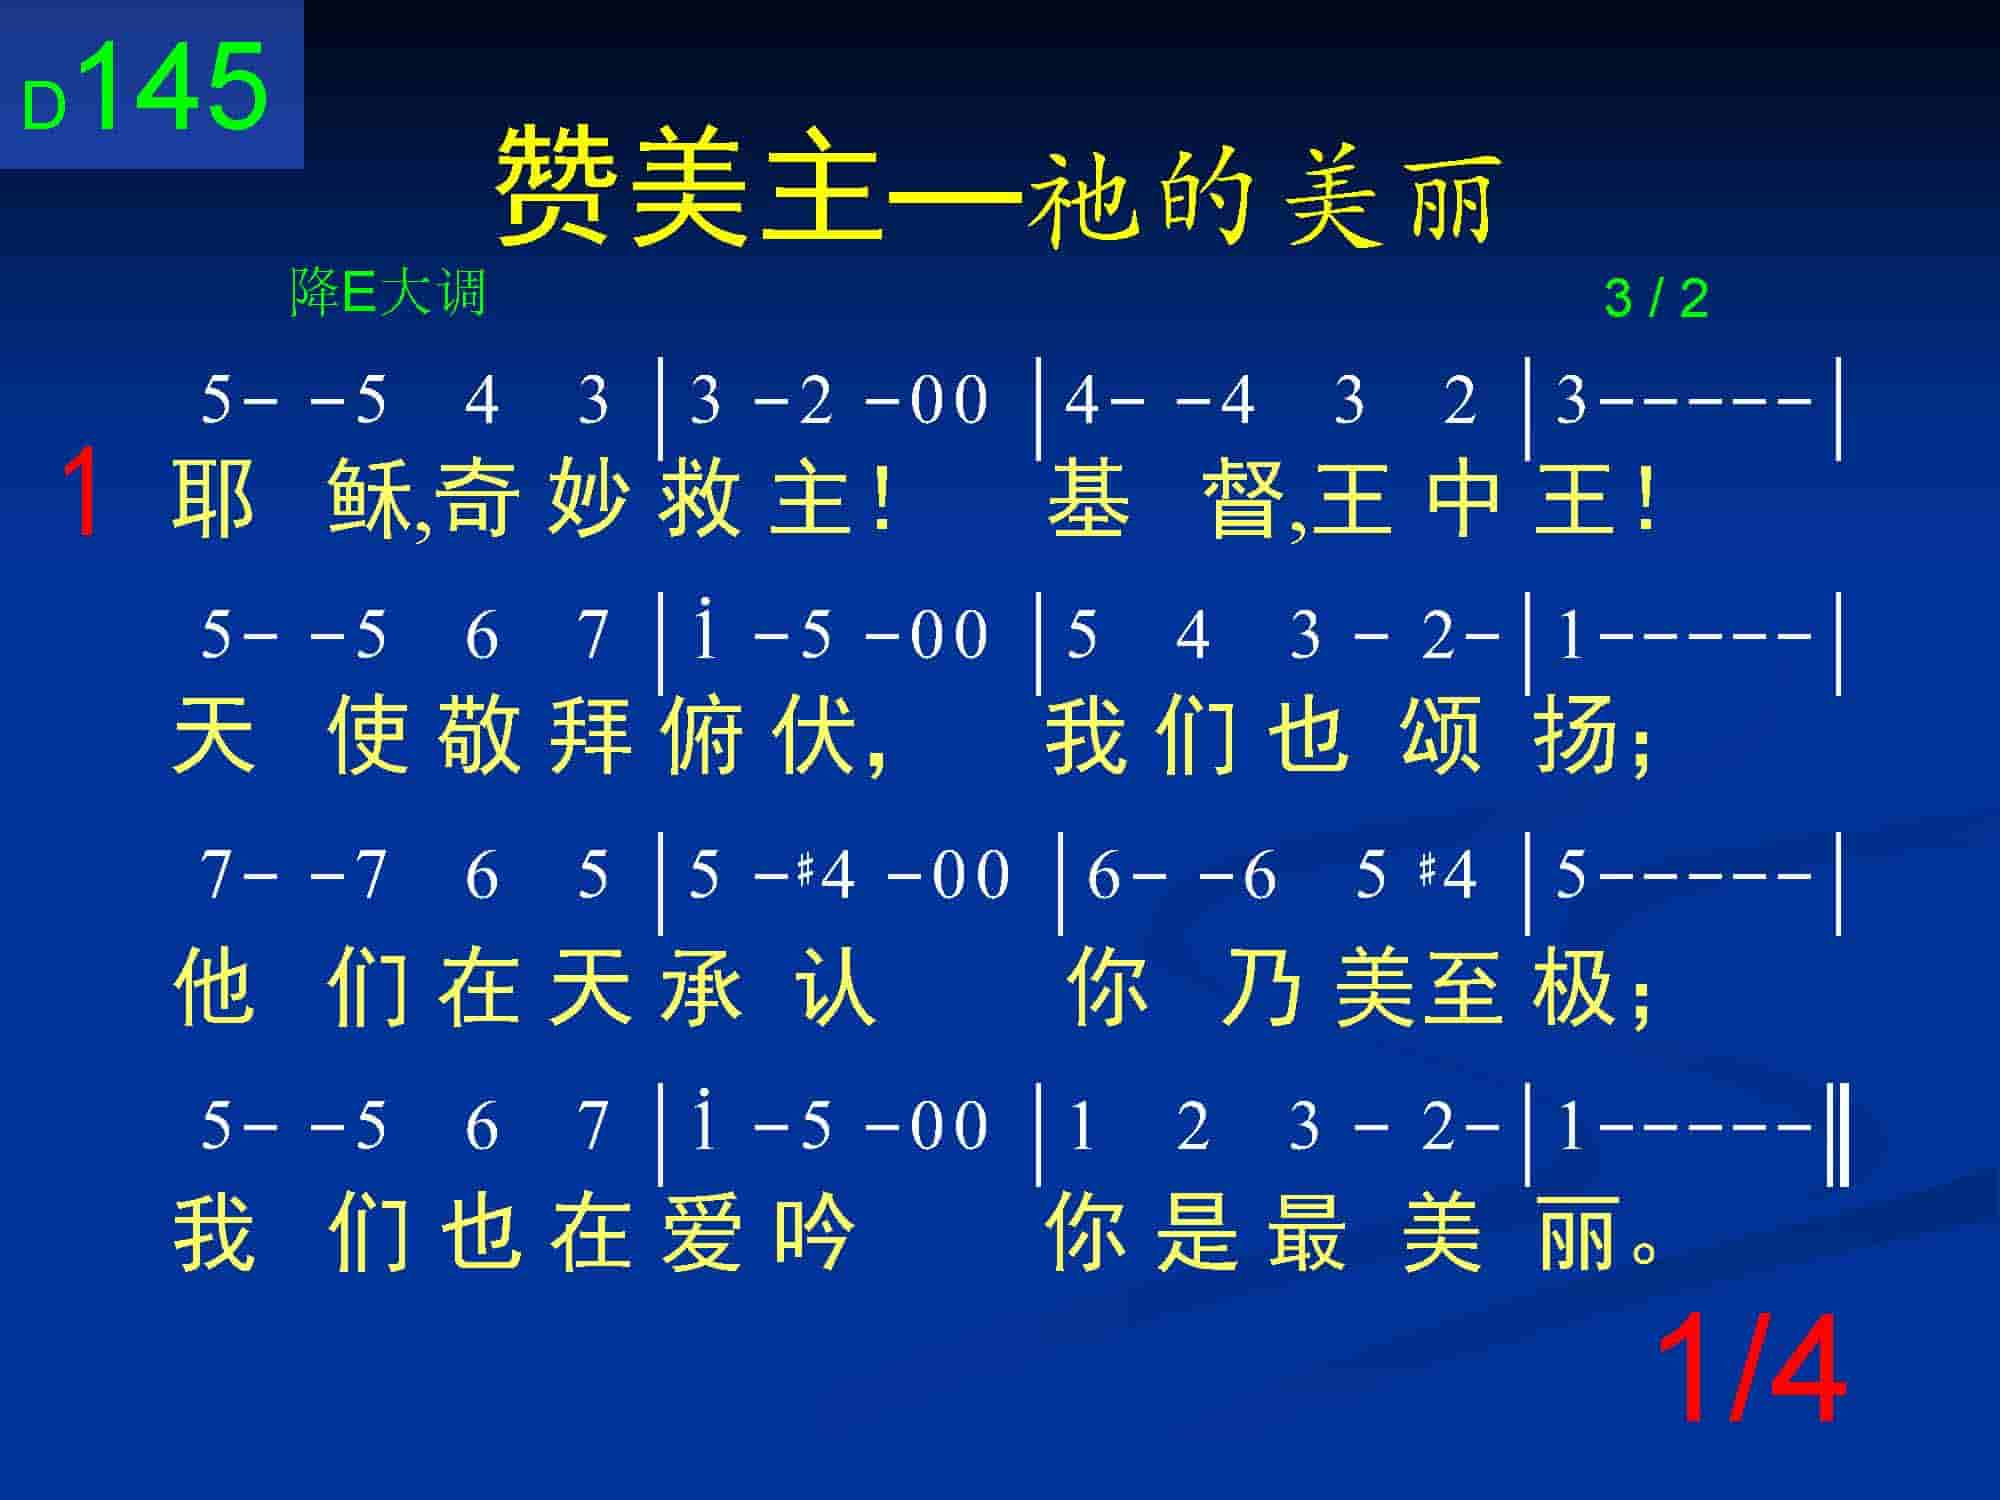 D145
赞美主—祂的美丽
降E大调 3 / 2
5- -5 4 3 | 3 -2 -00 | 4- -4 3 2 | 3----- |
1 耶 稣,奇妙救主! 基 督,王中王!
5- -5 6 7 | i -5 -00 | 5 4 3 - 2- | 1----- |
天 使敬拜俯伏， 我们也颂扬；
7- -7 6 5 | 5 -#4 -00 | 6- -6 5 #4 | 5----- |
他 们在天承认 你 乃美至极；
5- -5 6 7 | i -5 -00 | 1 2 3 - 2- | 1----- ‖
我 们也在爱吟 你是最美丽。
1/4